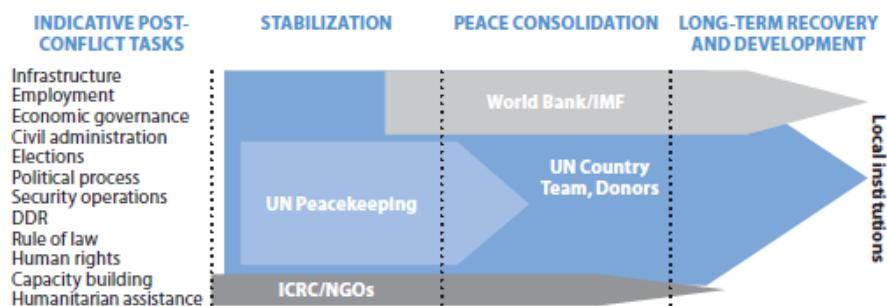 INDICATIVE POST-
CONFLICT TASKS
STABILIZATION
PEACE CONSOLIDATION
LONG-TERM RECOVERY
AND DEVELOPMENT
Infrastructure
Employment
Economic governance
Civil administration
Elections
Political process
Security operations
DDR
Rule of law
Human rights
Capacity building
Humanitarian assistance
World Bank/IMF
UN Peacekeeping
UN Country
Team, Donors
ICRC/NGOs
Local institutions